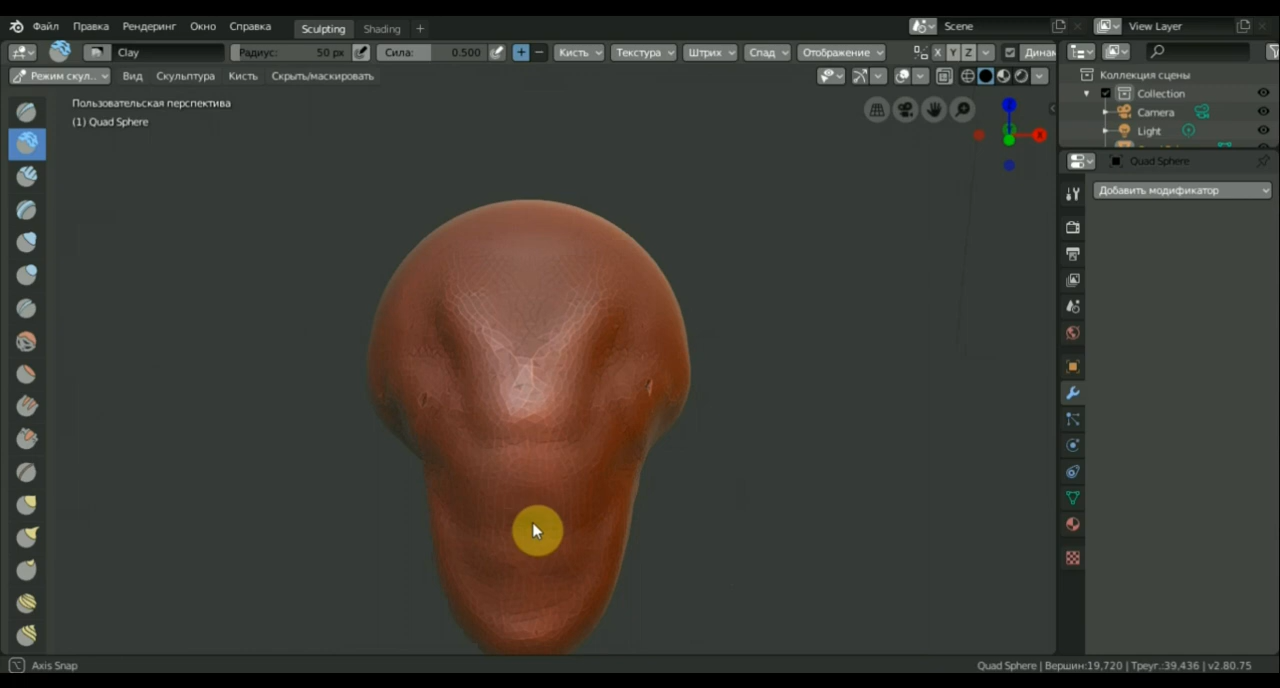 Файл Правка Рендеринг Окно Справка Sculpting Shading + Scene View Layer
Clay Радиус: 50 px Сила: 0.500 + − Кисть Текстура Штрих Спад Отображение X Y Z Динам
Режим скул.. Вид Скульптура Кисть Скрыть/маскировать
Коллекция сцены
Collection
Camera
Light
Пользовательская перспектива
(1) Quad Sphere
Quad Sphere
Добавить модификатор
Axis Snap
Quad Sphere | Вершин:19,720 | Треуг.:39,436 | v2.80.75